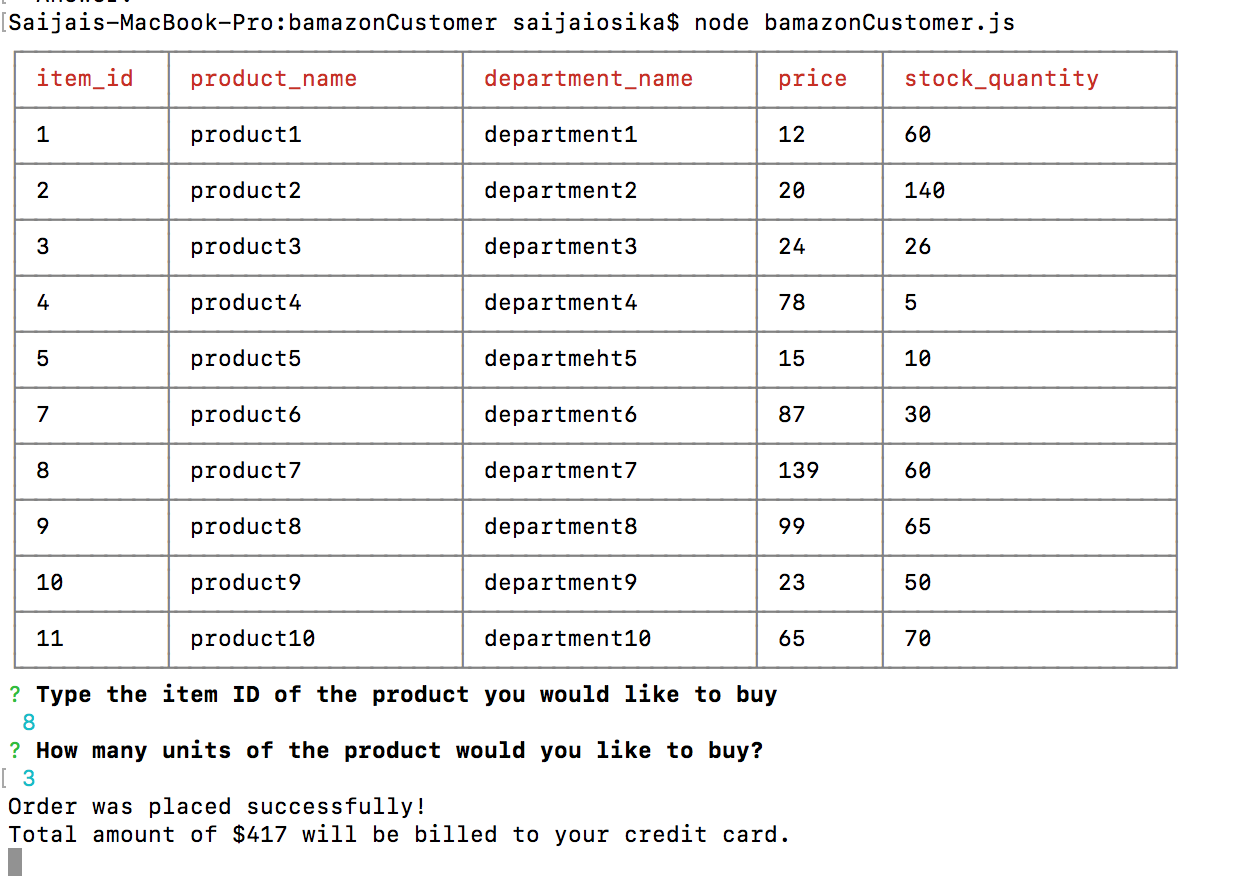 Saijais-MacBook-Pro:bamazonCustomer saijaiosika$ node bamazonCustomer.js
item_id product_name department_name price stock_quantity
1 product1 department1 12 60
2 product2 department2 20 140
3 product3 department3 24 26
4 product4 department4 78 5
5 product5 departmeht5 15 10
7 product6 department6 87 30
8 product7 department7 139 60
9 product8 department8 99 65
10 product9 department9 23 50
11 product10 department10 65 70
? Type the item ID of the product you would like to buy
8
? How many units of the product would you like to buy?
[ 3
Order was placed successfully!
Total amount of $417 will be billed to your credit card.